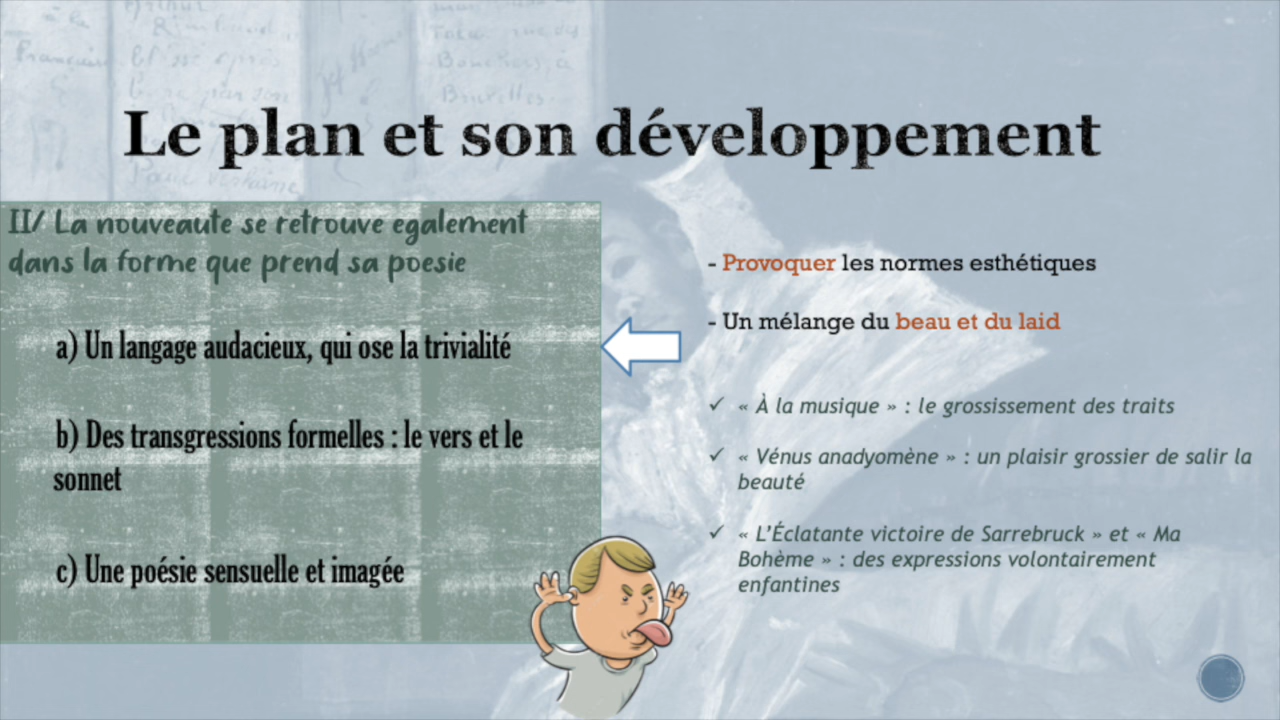 Le plan et son développement
II/ La nouveaute se retrouve egalement
dans la forme que prend sa poesie
a) Un langage audacieux, qui ose la trivialité
b) Des transgressions formelles : le vers et le
sonnet
c) Une poésie sensuelle et imagée
- Provoquer les normes esthétiques
- Un mélange du beau et du laid
✓ « À la musique » : le grossissement des traits
✓ « Vénus anadyomène » : un plaisir grossier de salir la
beauté
✓ « L'Éclatante victoire de Sarrebruck » et « Ma
Bohème » : des expressions volontairement
enfantines